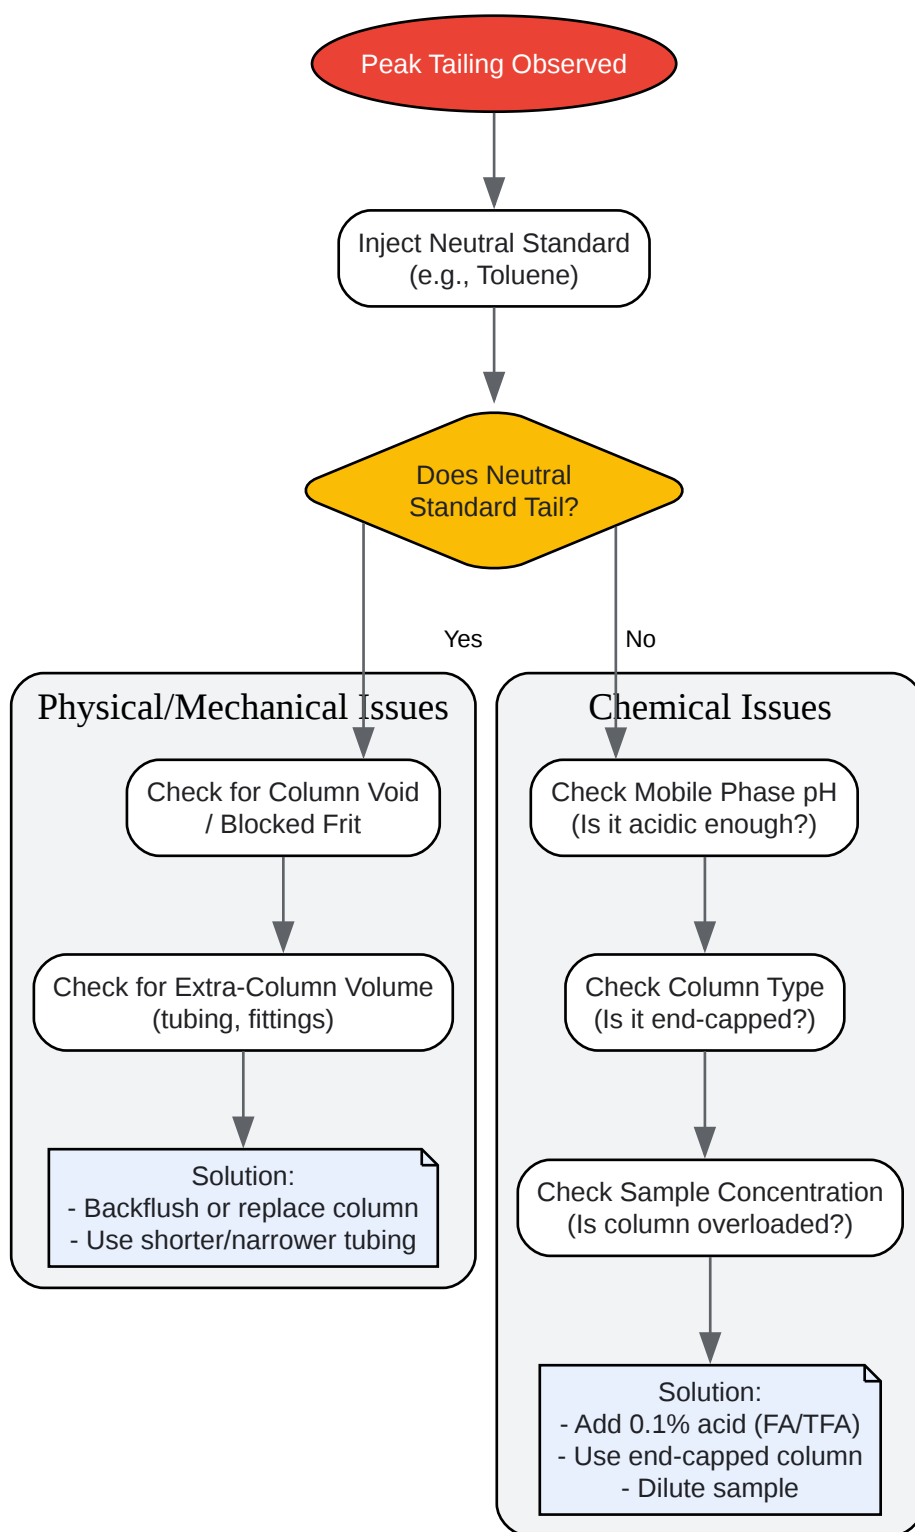 Peak Tailing Observed
Inject Neutral Standard
(e.g., Toluene)
Does Neutral
Standard Tail?
Yes
No
Physical/Mechanical Issues
Check for Column Void
/ Blocked Frit
Check for Extra-Column Volume
(tubing, fittings)
Solution:
- Backflush or replace column
- Use shorter/narrower tubing
Chemical Issues
Check Mobile Phase pH
(Is it acidic enough?)
Check Column Type
(Is it end-capped?)
Check Sample Concentration
(Is column overloaded?)
Solution:
- Add 0.1% acid (FA/TFA)
- Use end-capped column
- Dilute sample